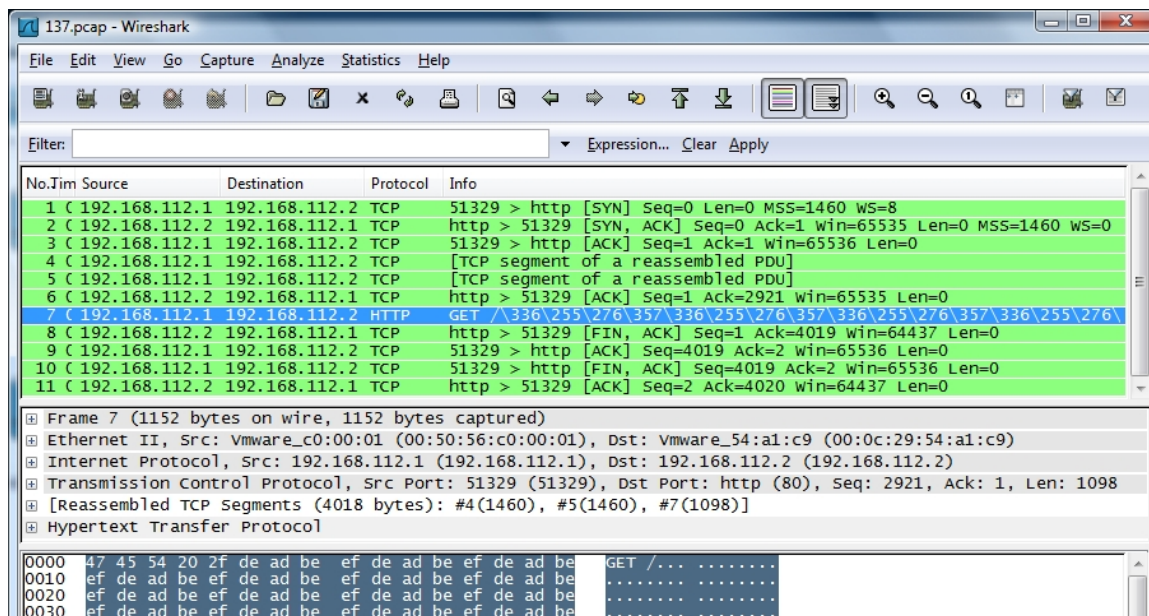 137.pcap - Wireshark
File Edit View Go Capture Analyze Statistics Help
Filter: Expression... Clear Apply
No. Tim Source Destination Protocol Info
1 192.168.112.1 192.168.112.2 TCP 51329 > http [SYN] Seq=0 Len=0 MSS=1460 WS=8
2 192.168.112.2 192.168.112.1 TCP http > 51329 [SYN, ACK] Seq=0 Ack=1 Win=65535 Len=0 MSS=1460 WS=0
3 192.168.112.1 192.168.112.2 TCP 51329 > http [ACK] Seq=1 Ack=1 Win=65536 Len=0
4 192.168.112.1 192.168.112.2 TCP [TCP segment of a reassembled PDU]
5 192.168.112.1 192.168.112.2 TCP [TCP segment of a reassembled PDU]
6 192.168.112.2 192.168.112.1 TCP http > 51329 [ACK] Seq=1 Ack=2921 Win=65535 Len=0
7 192.168.112.1 192.168.112.2 HTTP GET /\336\255\276\357\336\255\276\357\336\255\276\357\336\255\276\
8 192.168.112.2 192.168.112.1 TCP http > 51329 [FIN, ACK] Seq=1 Ack=4019 Win=64437 Len=0
9 192.168.112.1 192.168.112.2 TCP 51329 > http [ACK] Seq=4019 Ack=2 Win=65536 Len=0
10 192.168.112.1 192.168.112.2 TCP 51329 > http [FIN, ACK] Seq=4019 Ack=2 Win=65536 Len=0
11 192.168.112.2 192.168.112.1 TCP http > 51329 [ACK] Seq=2 Ack=4020 Win=64437 Len=0
Frame 7 (1152 bytes on wire, 1152 bytes captured)
Ethernet II, Src: Vmware_c0:00:01 (00:50:56:c0:00:01), Dst: Vmware_54:a1:c9 (00:0c:29:54:a1:c9)
Internet Protocol, Src: 192.168.112.1 (192.168.112.1), Dst: 192.168.112.2 (192.168.112.2)
Transmission Control Protocol, Src Port: 51329 (51329), Dst Port: http (80), Seq: 2921, Ack: 1, Len: 1098
[Reassembled TCP Segments (4018 bytes): #4(1460), #5(1460), #7(1098)]
Hypertext Transfer Protocol
0000 47 45 54 20 2f de ad be ef de ad be ef de ad be GET /... ........
0010 ef de ad be ef de ad be ef de ad be ef de ad be ........ ........
0020 ef de ad be ef de ad be ef de ad be ef de ad be ........ ........
0030 ef de ad be ef de ad be ef de ad be ef de ad be ........ ........